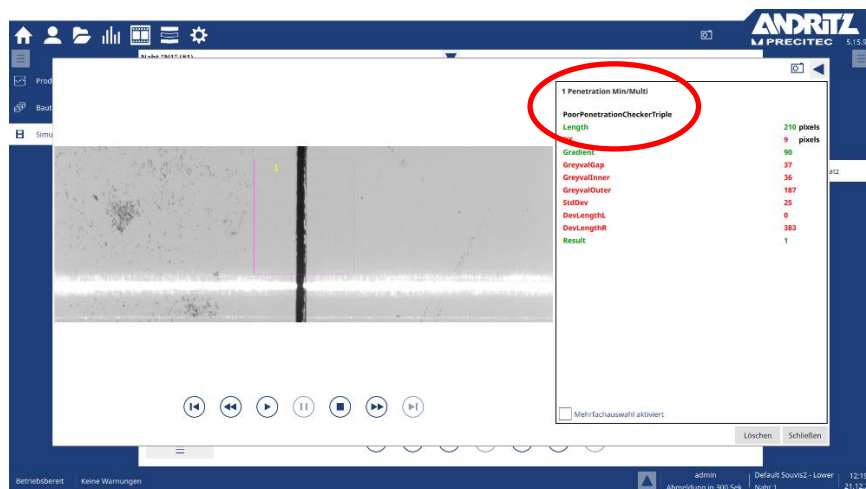 ANDRITZ
PRECITEC 5.15.9
Naht "N1" (#1)
Prod
Baut
Simu
1 Penetration Min/Multi
PoorPenetrationCheckerTriple
Length 210 pixels
9 pixels
Gradient 90
GreyvalGap 37
GreyvalInner 36
GreyvalOuter 187
StdDev 25
DevLengthL 0
DevLengthR 383
Result 1
atz
1
Mehrfachauswahl aktiviert
Löschen Schließen
Betriebsbereit Keine Warnungen
admin
Abmeldung in 300 Sek
Default Souvis2 - Lower
Naht 1
12:19
21.12.